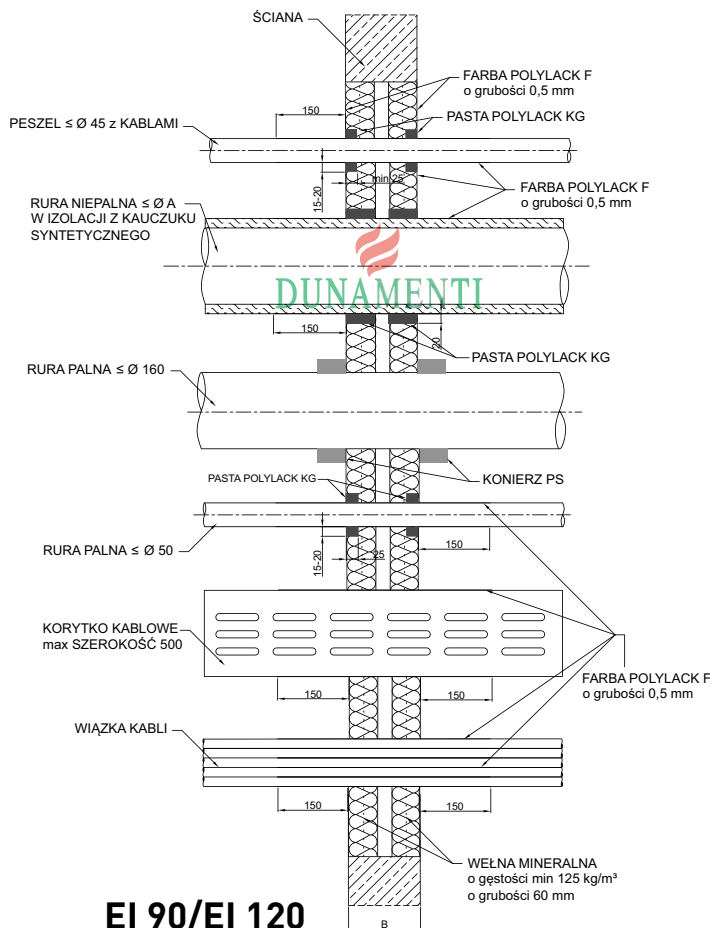 ŚCIANA
FARBA POLYLACK F
o grubości 0,5 mm
150
PASTA POLYLACK KG
PESZEL ≤ Ø 45 z KABLAMI
min 25
15-20
FARBA POLYLACK F
o grubości 0,5 mm
RURA NIEPALNA ≤ Ø A
W IZOLACJI Z KAUCZUKU
SYNTETYCZNEGO
DUNAMENTI
150
20
PASTA POLYLACK KG
RURA PALNA ≤ Ø 160
PASTA POLYLACK KG
KONIERZ PS
RURA PALNA ≤ Ø 50
15-20
25
150
KORYTKO KABLOWE
max SZEROKOŚĆ 500
FARBA POLYLACK F
o grubości 0,5 mm
150
150
WIĄZKA KABLI
150
150
WEŁNA MINERALNA
o gęstości min 125 kg/m³
o grubości 60 mm
EI 90/EI 120
B